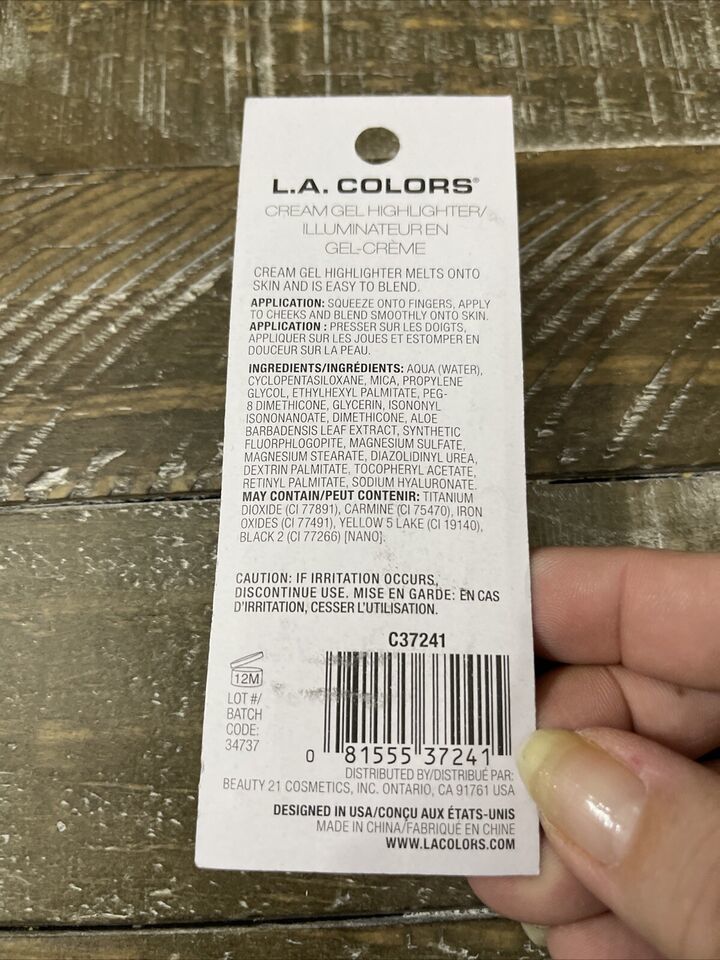 L.A. COLORS®
CREAM GEL HIGHLIGHTER/
ILLUMINATEUR EN
GEL-CRÈME
CREAM GEL HIGHLIGHTER MELTS ONTO
SKIN AND IS EASY TO BLEND.
APPLICATION: SQUEEZE ONTO FINGERS, APPLY
TO CHEEKS AND BLEND SMOOTHLY ONTO SKIN.
APPLICATION : PRESSER SUR LES DOIGTS,
APPLIQUER SUR LES JOUES ET ESTOMPER EN
DOUCEUR SUR LA PEAU.
INGREDIENTS/INGRÉDIENTS: AQUA (WATER),
CYCLOPENTASILOXANE, MICA, PROPYLENE
GLYCOL, ETHYLHEXYL PALMITATE, PEG-
8 DIMETHICONE, GLYCERIN, ISONONYL
ISONONANOATE, DIMETHICONE, ALOE
BARBADENSIS LEAF EXTRACT, SYNTHETIC
FLUORPHLOGOPITE, MAGNESIUM SULFATE,
MAGNESIUM STEARATE, DIAZOLIDINYL UREA,
DEXTRIN PALMITATE, TOCOPHERYL ACETATE,
RETINYL PALMITATE, SODIUM HYALURONATE.
MAY CONTAIN/PEUT CONTENIR: TITANIUM
DIOXIDE (CI 77891), CARMINE (CI 75470), IRON
OXIDES (CI 77491), YELLOW 5 LAKE (CI 19140),
BLACK 2 (CI 77266) [NANO].
CAUTION: IF IRRITATION OCCURS,
DISCONTINUE USE. MISE EN GARDE: EN CAS
D'IRRITATION, CESSER L'UTILISATION.
C37241
12M
LOT #/
BATCH
CODE:
34737
0 81555 37241
DISTRIBUTED BY/DISTRIBUÉ PAR:
BEAUTY 21 COSMETICS, INC. ONTARIO, CA 91761 USA
DESIGNED IN USA/CONÇU AUX ÉTATS-UNIS
MADE IN CHINA/FABRIQUÉ EN CHINE
WWW.LACOLORS.COM